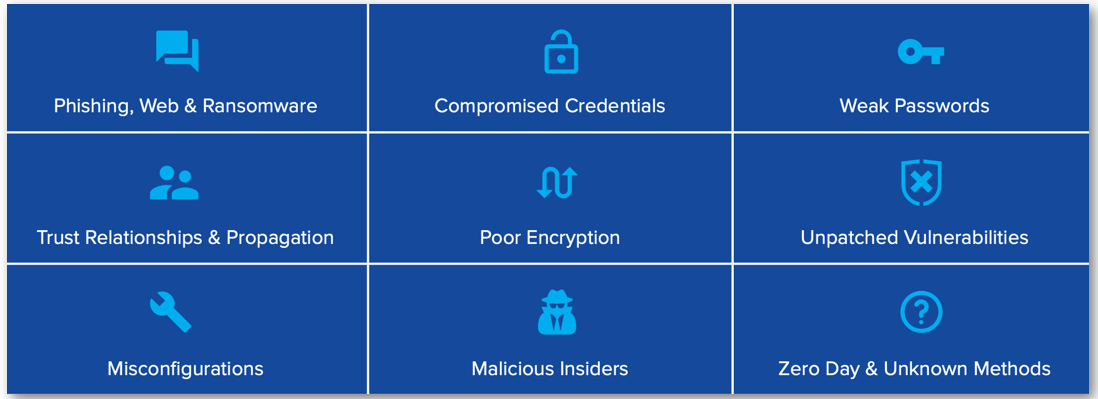 Phishing, Web & Ransomware
Compromised Credentials
Weak Passwords
Trust Relationships & Propagation
Poor Encryption
Unpatched Vulnerabilities
Misconfigurations
Malicious Insiders
Zero Day & Unknown Methods